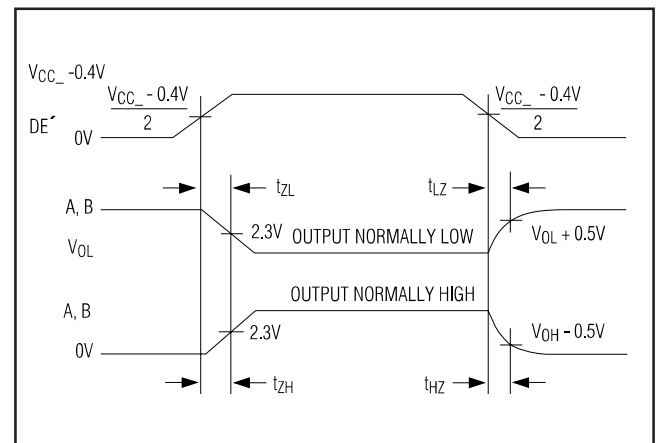 VCC_ -0.4V
VCC_ - 0.4V
2
VCC_ - 0.4V
2
DE´
0V
tZL
tLZ
A, B
2.3V
OUTPUT NORMALLY LOW
VOL + 0.5V
VOL
OUTPUT NORMALLY HIGH
A, B
2.3V
VOH - 0.5V
0V
tZH
tHZ